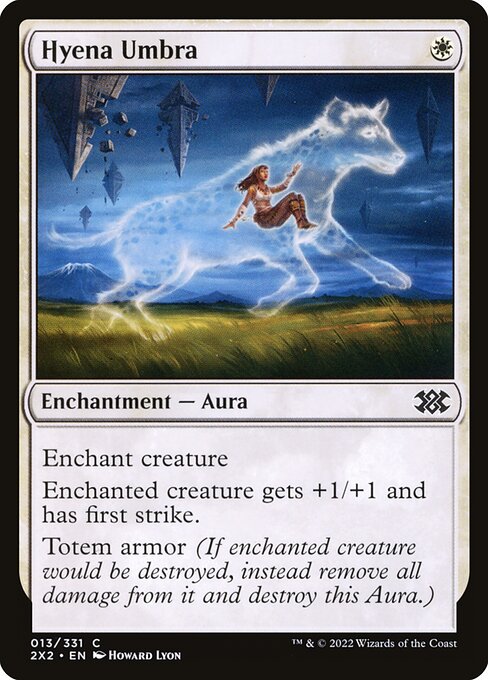 Hyena Umbra
Enchantment — Aura
Enchant creature
Enchanted creature gets +1/+1 and
has first strike.
Totem armor (If enchanted creature
would be destroyed, instead remove all
damage from it and destroy this Aura.)
013/331 C
™ & © 2022 Wizards of the Coast
2X2 • EN Howard Lyon